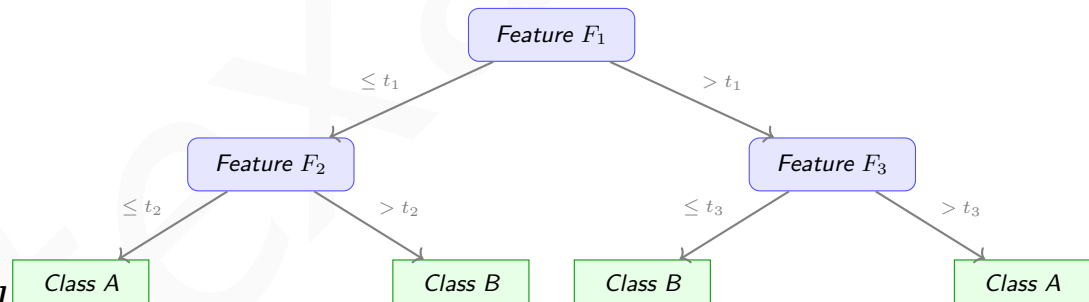 Feature F₁
≤ t₁ > t₁
Feature F₂ Feature F₃
≤ t₂ > t₂ ≤ t₃ > t₃
Class A Class B Class B Class A